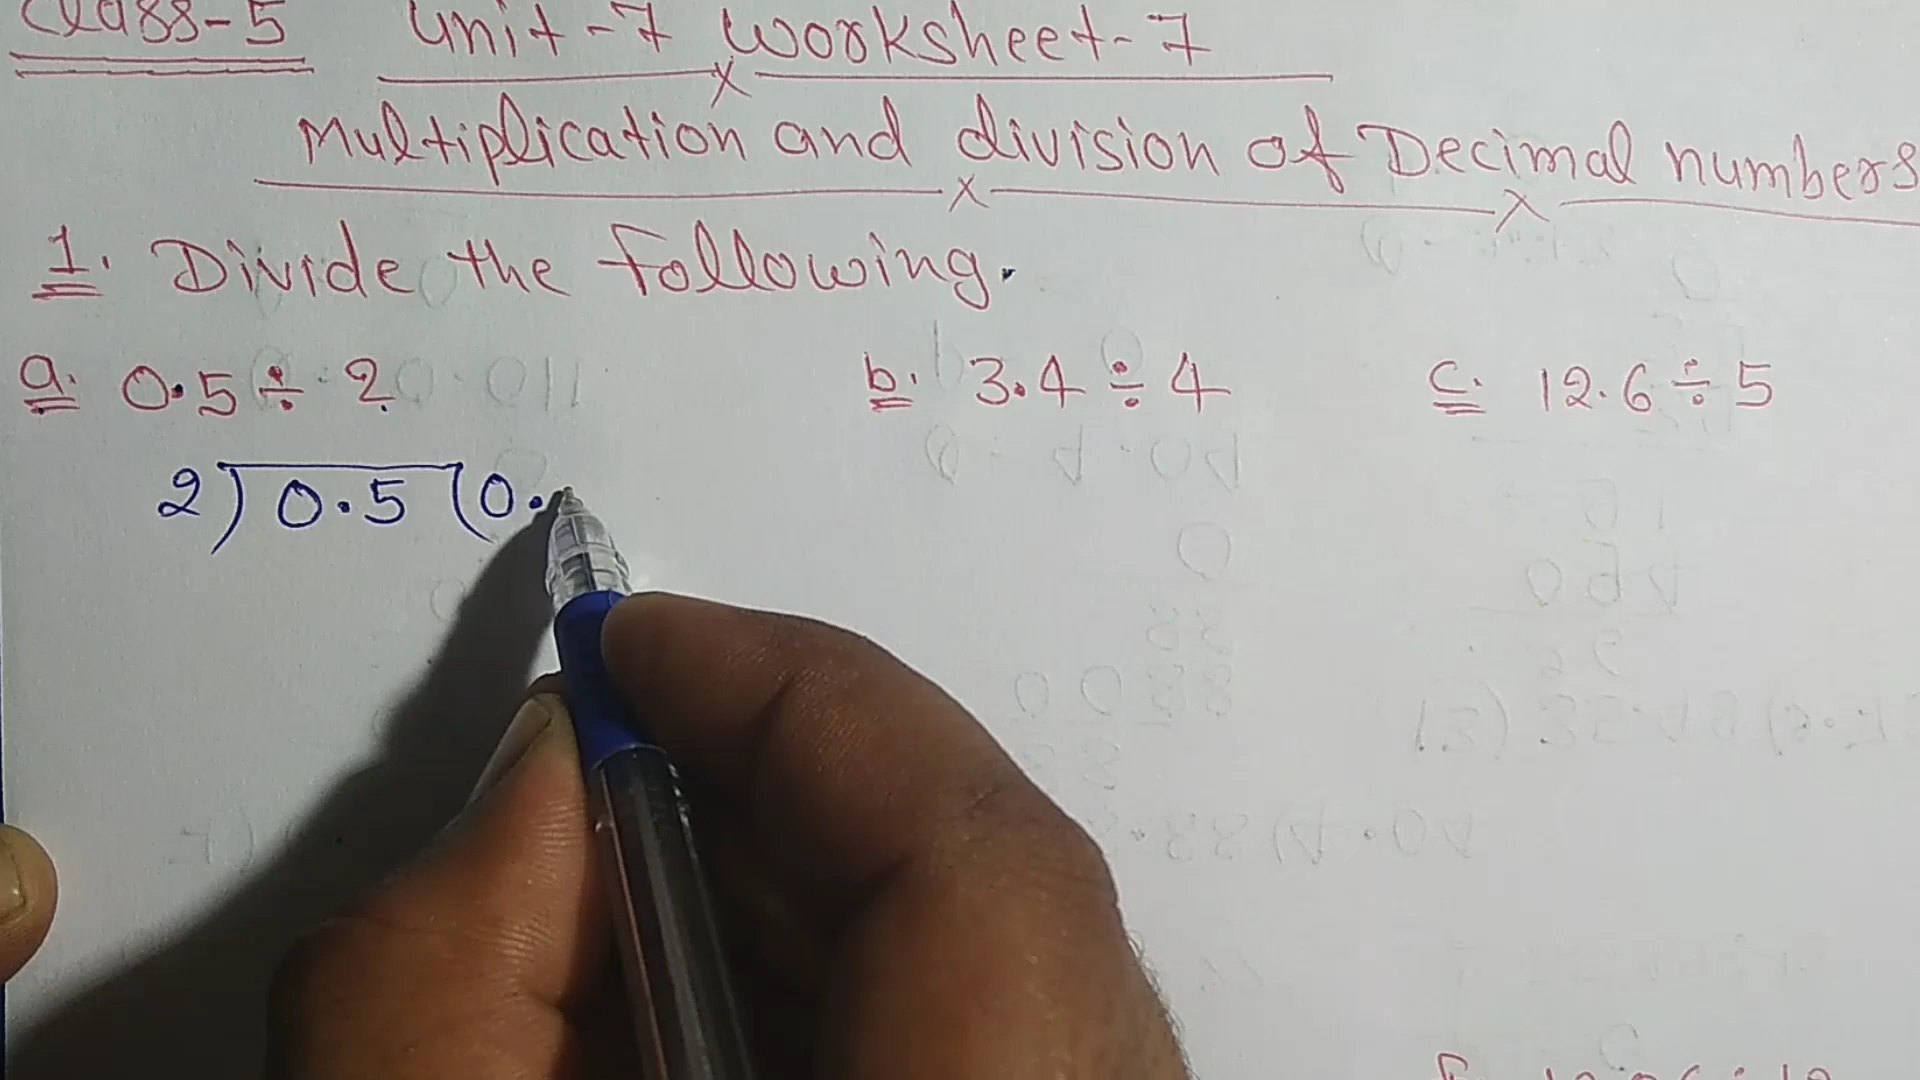 Class-5 Unit-7 Worksheet-7
Multiplication and division of Decimal numbers
1. Divide the following.
a. 0.5 ÷ 2 b. 3.4 ÷ 4 c. 12.6 ÷ 5
2) 0.5 (0.